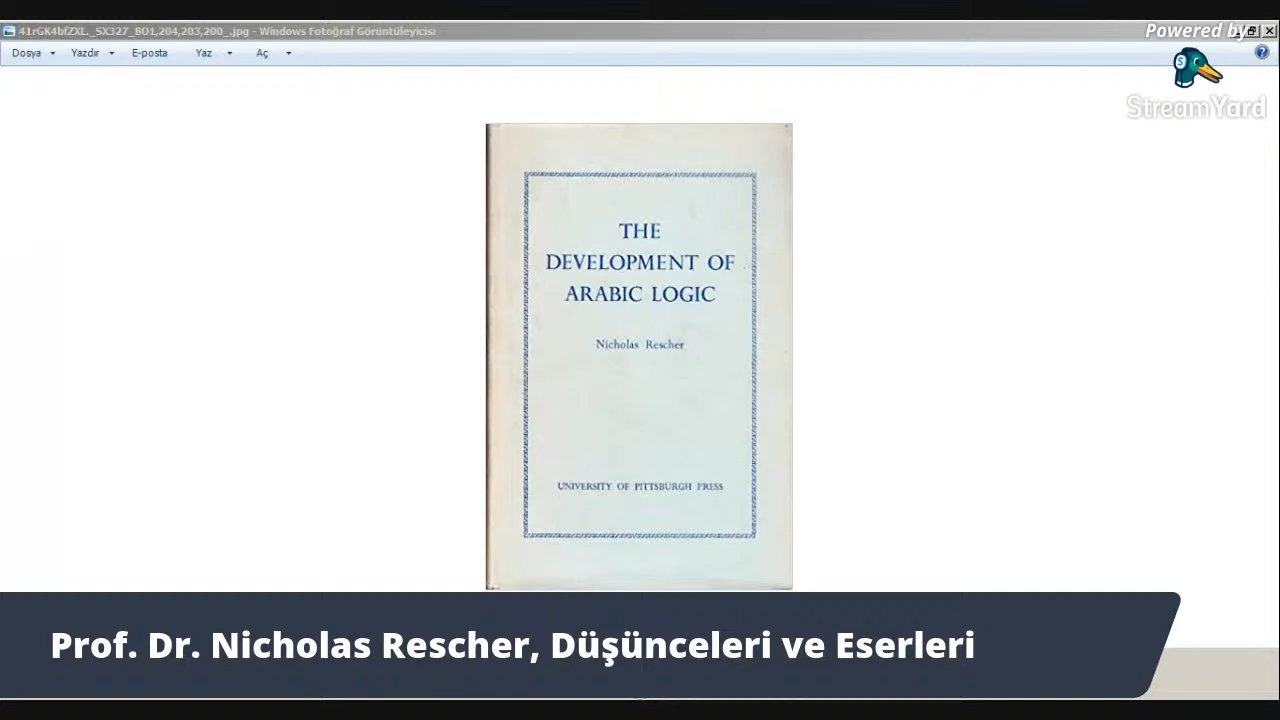 41rGK4bfZXL._SX327_BO1,204,203,200_.jpg - Windows Fotoğraf Görüntüleyicisi
Powered by
Dosya Yazdır E-posta Yaz Aç
StreamYard
THE
DEVELOPMENT OF
ARABIC LOGIC
Nicholas Rescher
UNIVERSITY OF PITTSBURGH PRESS
Prof. Dr. Nicholas Rescher, Düşünceleri ve Eserleri